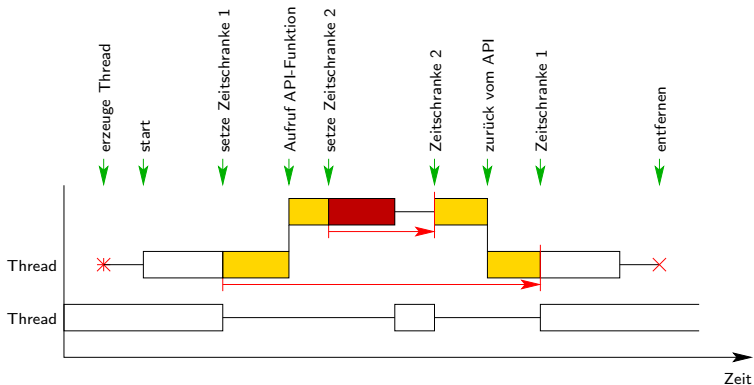 erzeuge Thread
start
setze Zeitschranke 1
Aufruf API-Funktion
setze Zeitschranke 2
Zeitschranke 2
zurück vom API
Zeitschranke 1
entfernen
Thread
Thread
Zeit